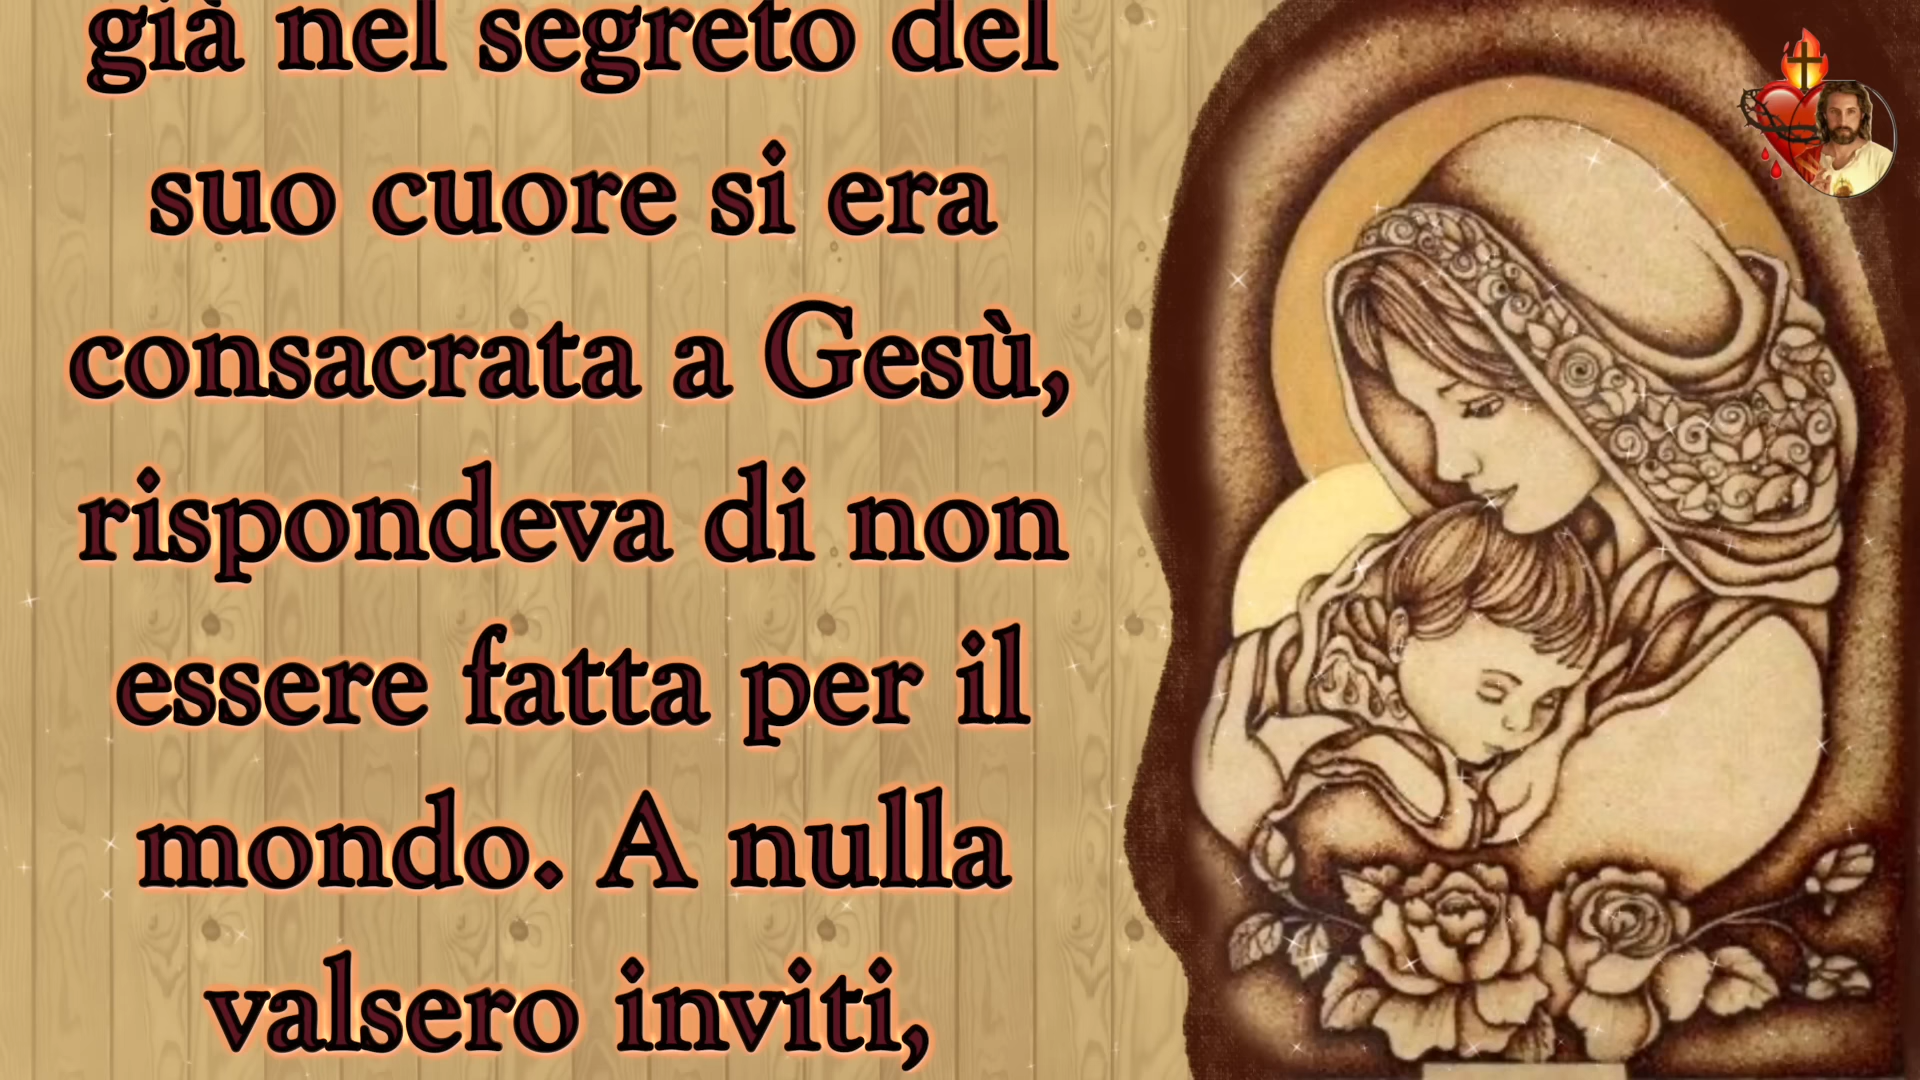 già nel segreto del
suo cuore si era
consacrata a Gesù,
rispondeva di non
essere fatta per il
mondo. A nulla
valsero inviti,